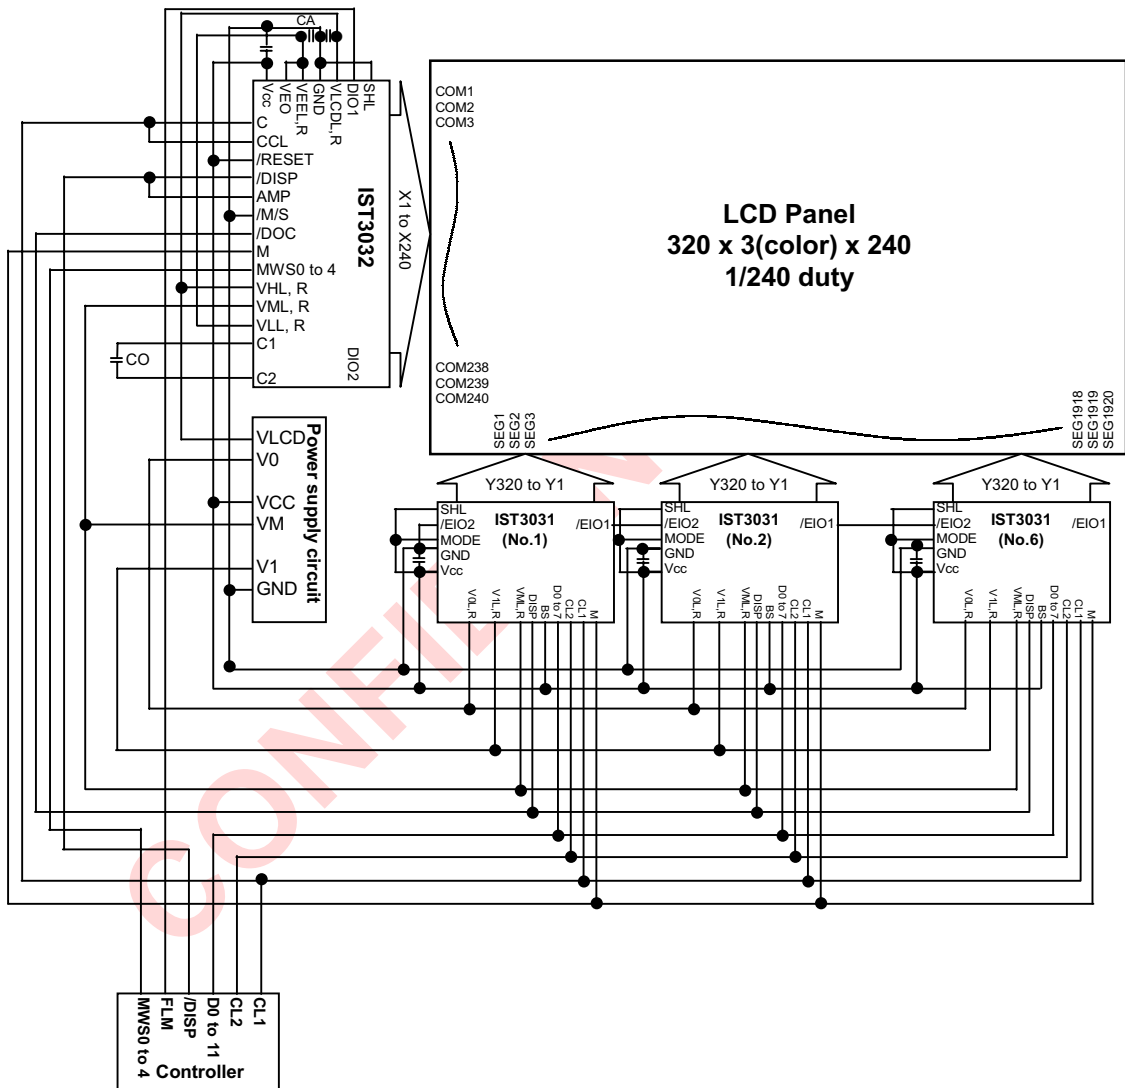 CA
Vcc
VEO
VEEL,R
GND
VLCDL,R
DIO1
SHL
C
CCL
/RESET
/DISP
AMP
/M/S
/DOC
M
MWS0 to 4
VHL, R
VML, R
VLL, R
C1
C2
IST3032
DIO2
X1 to X240
CO
COM1
COM2
COM3
LCD Panel
320 x 3(color) x 240
1/240 duty
COM238
COM239
COM240
SEG1
SEG2
SEG3
SEG1918
SEG1919
SEG1920
Power supply circuit
VLCD
V0
VCC
VM
V1
GND
Y320 to Y1
Y320 to Y1
Y320 to Y1
SHL
/EIO2
MODE
GND
Vcc
IST3031
(No.1)
/EIO1
V0L,R
V1L,R
VML,R
DISP
BS
D0 to 7
CL2
CL1
M
SHL
/EIO2
MODE
GND
Vcc
IST3031
(No.2)
/EIO1
V0L,R
V1L,R
VML,R
DISP
BS
D0 to 7
CL2
CL1
M
SHL
/EIO2
MODE
GND
Vcc
IST3031
(No.6)
/EIO1
V0L,R
V1L,R
VML,R
DISP
BS
D0 to 7
CL2
CL1
M
MWS0 to 4
FLM
/DISP
D0 to 11
CL2
CL1
Controller